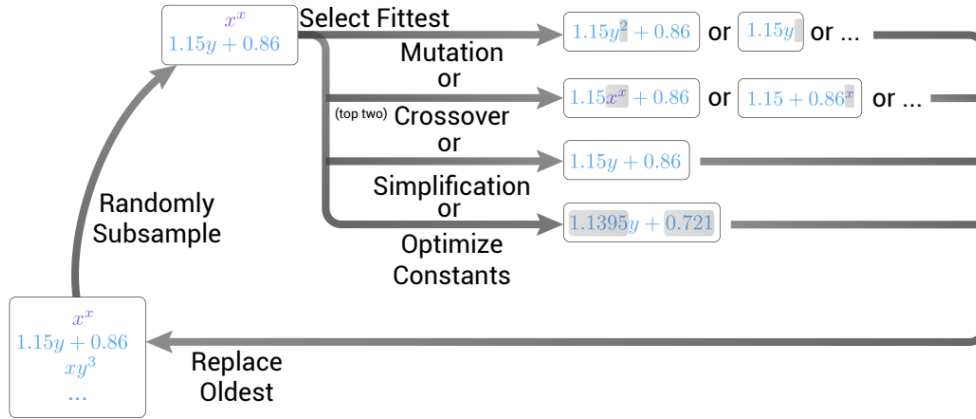 x^x
1.15y + 0.86
Select Fittest
Mutation
or
(top two) Crossover
or
Simplification
or
Optimize
Constants
1.15y^2 + 0.86 or 1.15y or ...
1.15x^x + 0.86 or 1.15 + 0.86^x or ...
1.15y + 0.86
1.1395y + 0.721
Randomly
Subsample
x^x
1.15y + 0.86
xy^3
...
Replace
Oldest